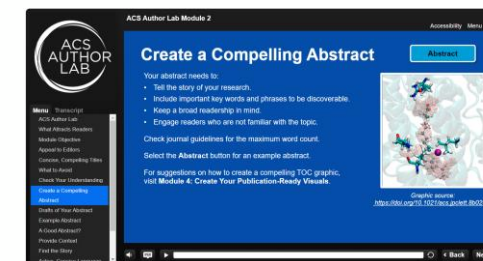 ACS Author Lab Module 2
Accessibility Menu
ACS
AUTHOR
LAB
Create a Compelling Abstract
Abstract
Your abstract needs to:
• Tell the story of your research.
• Include important key words and phrases to be discoverable.
• Keep a broad readership in mind.
• Engage readers who are not familiar with the topic.
Check journal guidelines for the maximum word count.
Select the Abstract button for an example abstract.
For suggestions on how to create a compelling TOC graphic,
visit Module 4: Create Your Publication-Ready Visuals.
Graphic source:
Menu Transcript
ACS Author Lab
What Attracts Readers
Module Objective
Appeal to Editors
Concise, Compelling Titles
What to Avoid
Check Your Understanding
Create a Compelling
Abstract
Drafts of Your Abstract
Example Abstract
A Good Abstract?
Provide Context
Find the Story
< Back